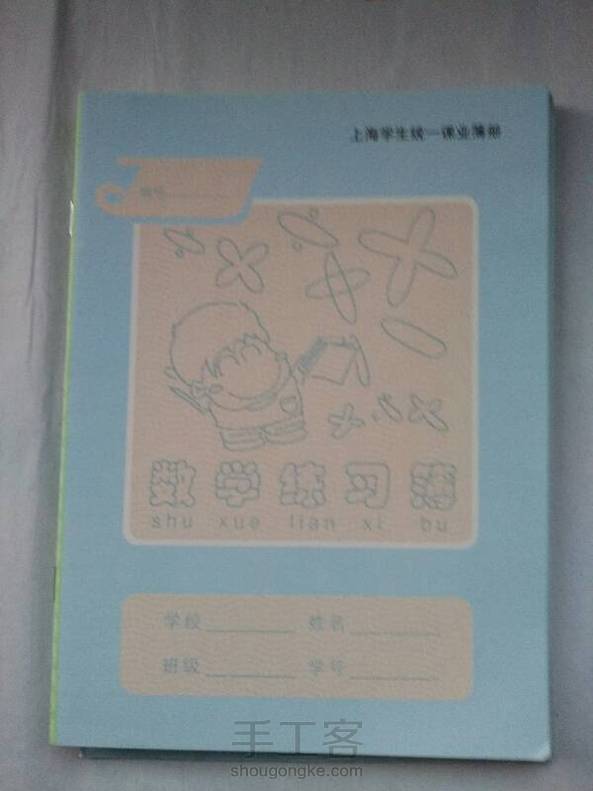 上海学生统一课业簿册
数学练习簿
shu xue lian xi bu
学校 姓名
班级 学号
手工客
shougongke.com